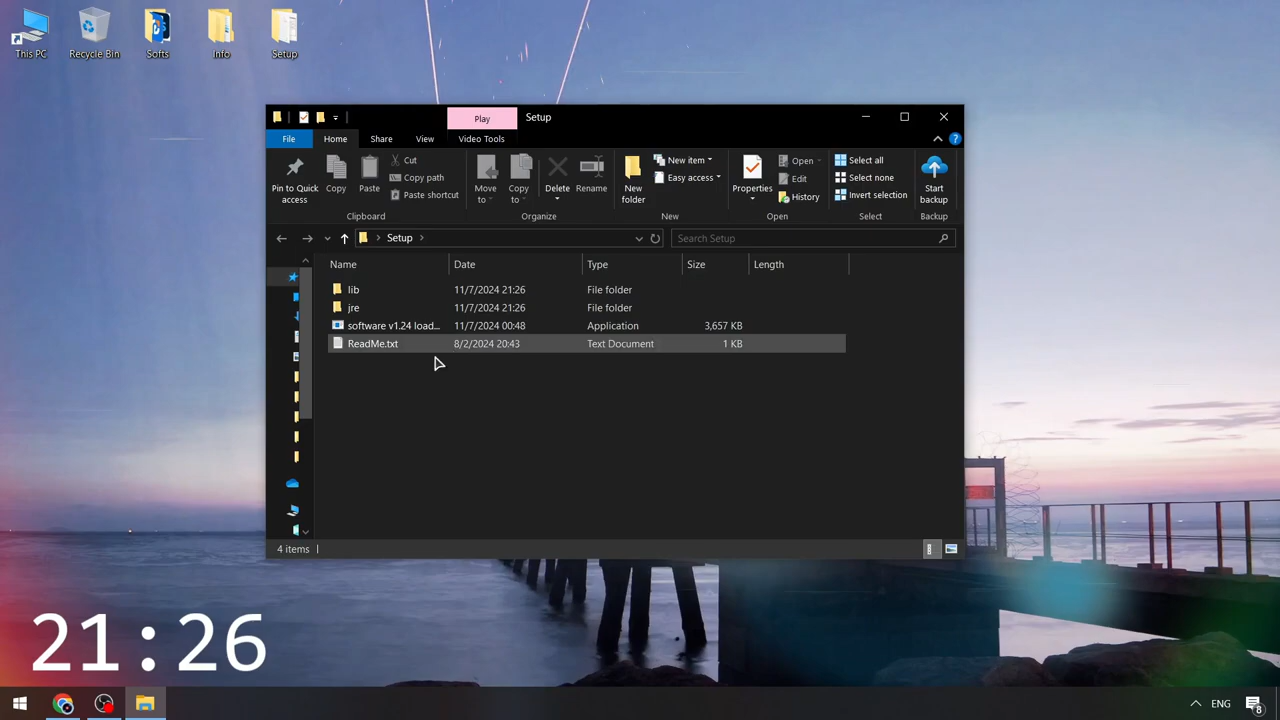 This PC
Recycle Bin
Softs
Info
Setup
Play
Setup
File
Home
Share
View
Video Tools
Pin to Quick
access
Copy
Paste
Cut
Copy path
Paste shortcut
Clipboard
Move
to
Copy
to
Delete
Rename
Organize
New
folder
New item
Easy access
New
Properties
Open
Edit
History
Open
Select all
Select none
Invert selection
Select
Start
backup
Backup
Setup
Search Setup
Name Date Type Size Length
lib 11/7/2024 21:26 File folder
jre 11/7/2024 21:26 File folder
software v1.24 load... 11/7/2024 00:48 Application 3,657 KB
ReadMe.txt 8/2/2024 20:43 Text Document 1 KB
4 items
21:26
ENG
8